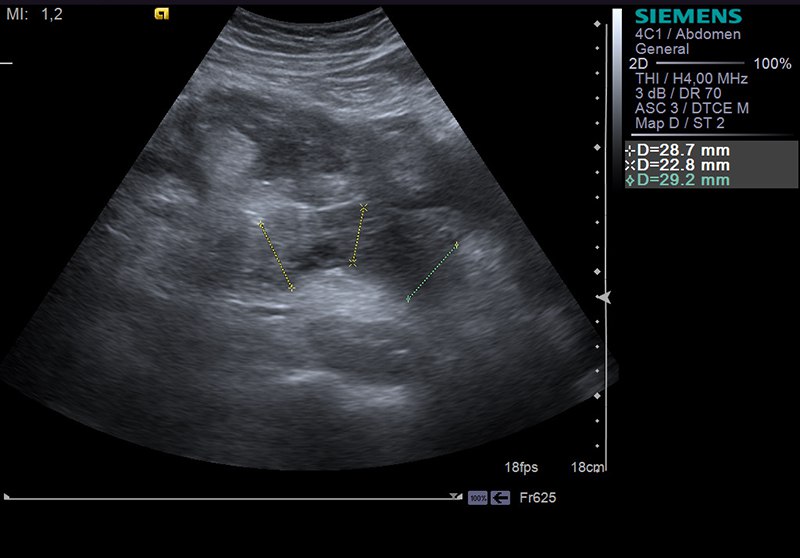 MI: 1,2
SIEMENS
4C1 / Abdomen
General
2D 100%
THI / H4,00 MHz
3 dB / DR 70
ASC 3 / DTCE M
Map D / ST 2
D=28.7 mm
D=22.8 mm
D=29.2 mm
18fps 18cm
100% Fr625